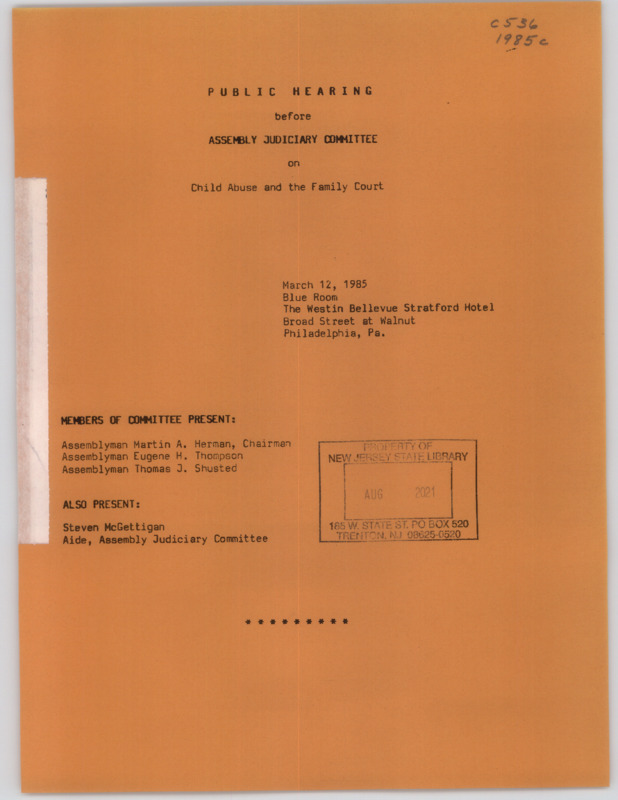 C536
1985c
PUBLIC HEARING
before
ASSEMBLY JUDICIARY COMMITTEE
on
Child Abuse and the Family Court
March 12, 1985
Blue Room
The Westin Bellevue Stratford Hotel
Broad Street at Walnut
Philadelphia, Pa.
MEMBERS OF COMMITTEE PRESENT:
Assemblyman Martin A. Herman, Chairman
Assemblyman Eugene H. Thompson
Assemblyman Thomas J. Shusted
ALSO PRESENT:
Steven McGettigan
Aide, Assembly Judiciary Committee
PROPERTY OF
NEW JERSEY STATE LIBRARY
AUG 2021
185 W. STATE ST. PO BOX 520
TRENTON, NJ 08625-0520
* * * * * * * * *